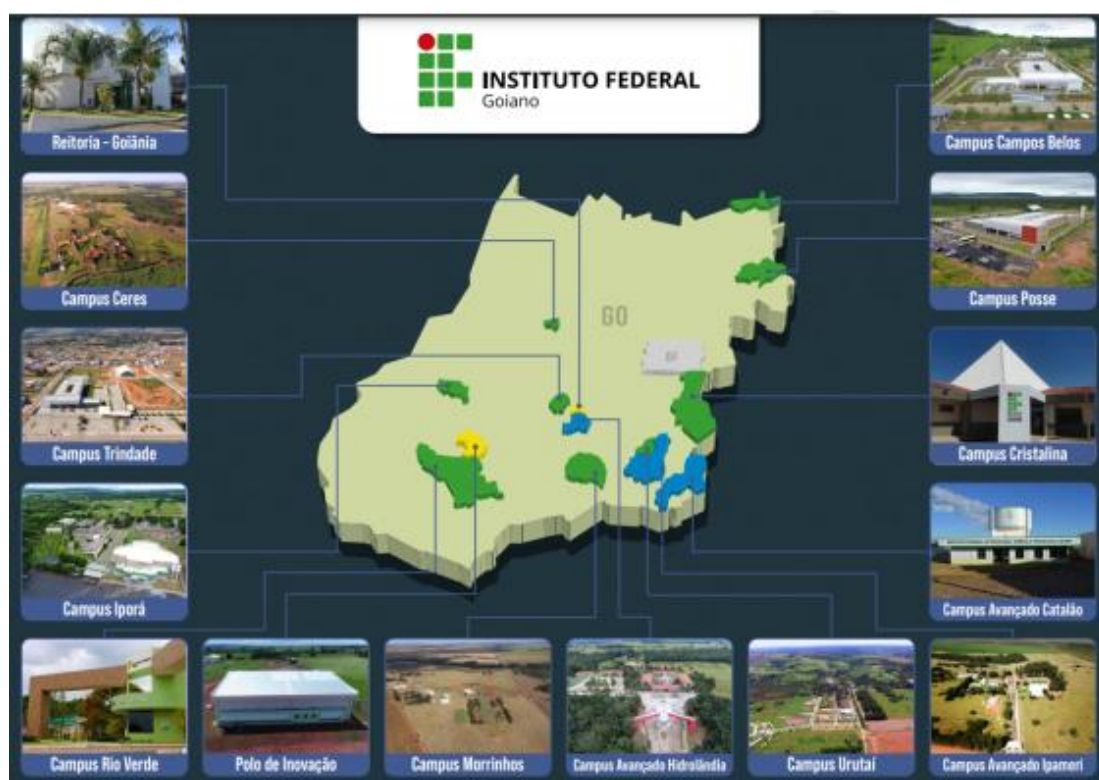 INSTITUTO FEDERAL
Goiano
Reitoria - Goiânia
Campus Campos Belos
Campus Ceres
Campus Posse
GO
DF
Campus Trindade
Campus Cristalina
Campus Iporá
Campus Avançado Catalão
Campus Rio Verde
Polo de Inovação
Campus Morrinhos
Campus Avançado Hidrolândia
Campus Urutaí
Campus Avançado Ipameri